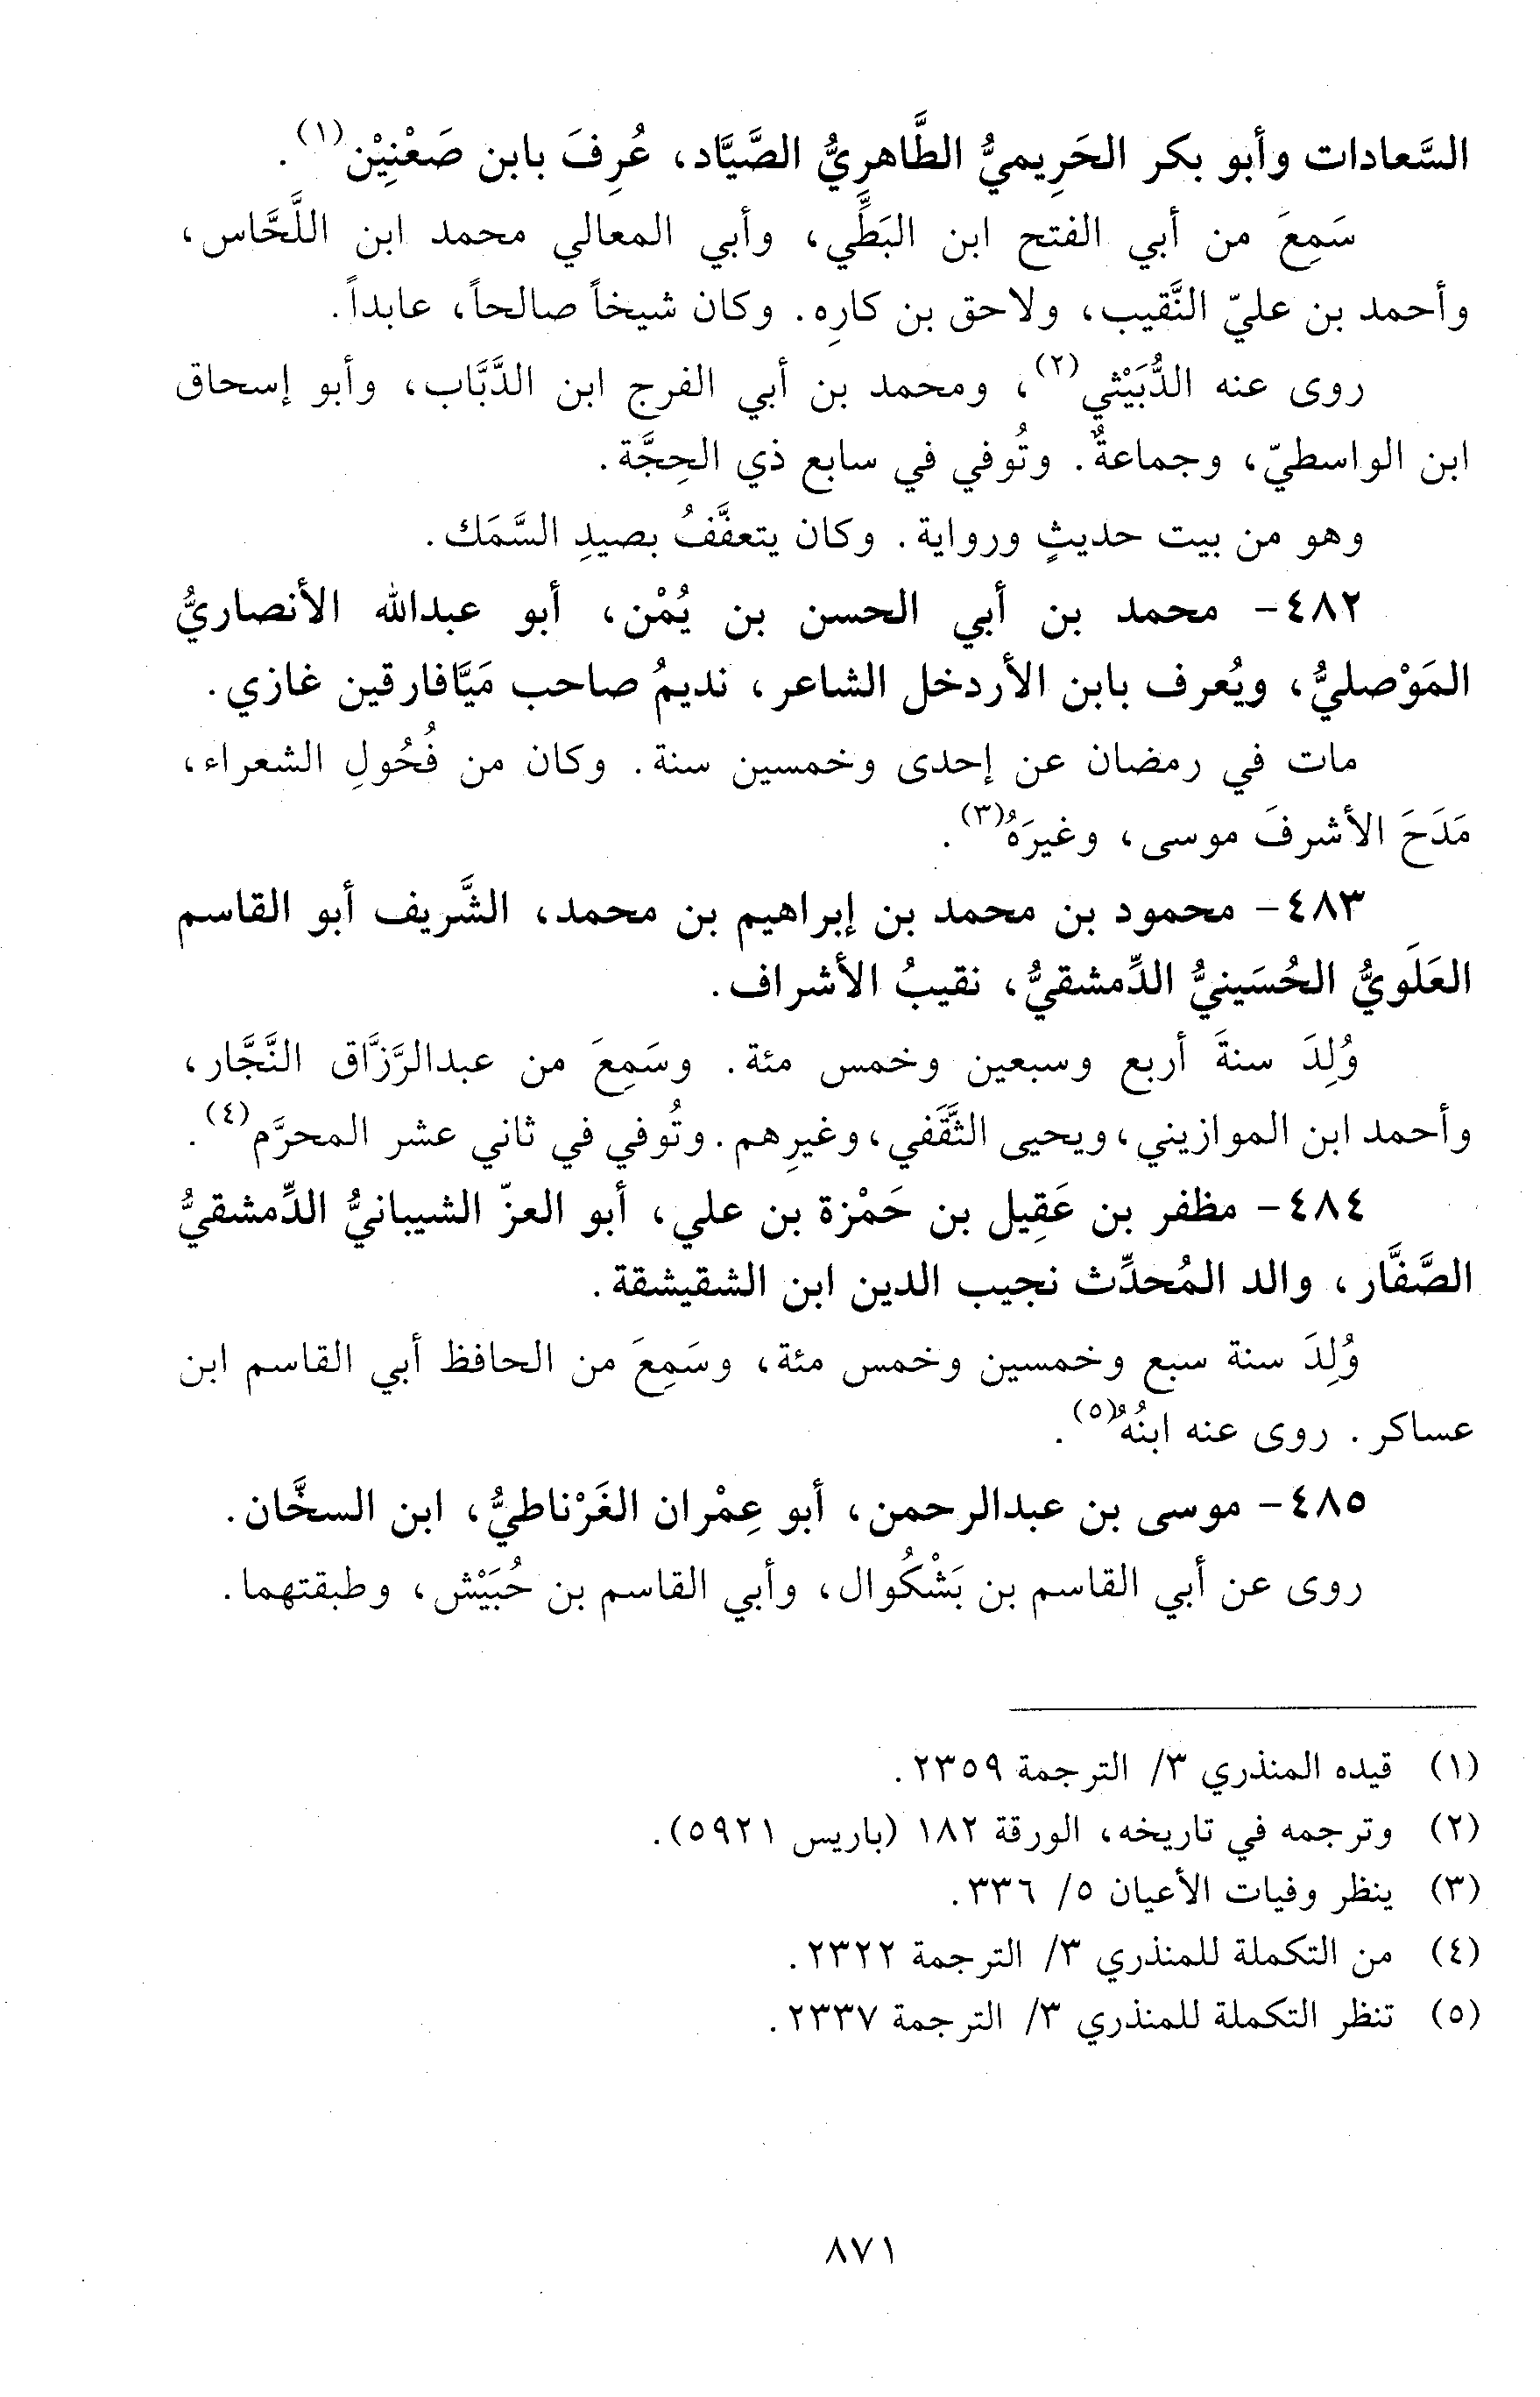 السَّعادات وأبو بكر الحَرِيميُّ الطَّاهرِيُّ الصَّيَّاد، عُرِفَ بابن صَعْنِيْن(١).
سَمِعَ من أبي الفتح ابن البَطِّي، وأبي المعالي محمد ابن اللَّحَّاس،
وأحمد بن عليّ النَّقيب، ولاحق بن كارِه. وكان شيخاً صالحاً، عابداً.
روى عنه الدُّبَيْثي(٢)، ومحمد بن أبي الفرج ابن الدَّبَّاب، وأبو إسحاق
ابن الواسطيّ، وجماعةٌ. وتُوفي في سابع ذي الحِجَّة.
وهو من بيت حديثٍ ورواية. وكان يتعفَّفُ بصيدِ السَّمَك.
٤٨٢- محمد بن أبي الحسن بن يُمْن، أبو عبدالله الأنصاريُّ
المَوْصليُّ، ويُعرف بابن الأردخل الشاعر، نديمُ صاحب مَيَّافارقين غازي.
مات في رمضان عن إحدى وخمسين سنة. وكان من فُحُولِ الشعراء،
مَدَحَ الأشرفَ موسى، وغيرَهُ(٣).
٤٨٣- محمود بن محمد بن إبراهيم بن محمد، الشَّريف أبو القاسم
العَلَويُّ الحُسَينيُّ الدِّمشقيُّ، نقيبُ الأشراف.
وُلِدَ سنةَ أربع وسبعين وخمس مئة. وسَمِعَ من عبدالرَّزَّاق النَّجَّار،
وأحمد ابن الموازيني، ويحيى الثَّقَفي، وغيرِهم. وتُوفي في ثاني عشر المحرَّم(٤).
٤٨٤- مظفر بن عَقِيل بن حَمْزة بن علي، أبو العزّ الشيبانيُّ الدِّمشقيُّ
الصَّفَّار، والد المُحدِّث نجيب الدين ابن الشقيشقة.
وُلِدَ سنة سبع وخمسين وخمس مئة، وسَمِعَ من الحافظ أبي القاسم ابن
عساكر. روى عنه ابنُهُ(٥).
٤٨٥- موسى بن عبدالرحمن، أبو عِمْران الغَرْناطيُّ، ابن السخَّان.
روى عن أبي القاسم بن بَشْكُوال، وأبي القاسم بن حُبَيْش، وطبقتهما.
(١) قيده المنذري ٣/ الترجمة ٢٣٥٩.
(٢) وترجمه في تاريخه، الورقة ١٨٢ (باريس ٥٩٢١).
(٣) ينظر وفيات الأعيان ٥/ ٣٣٦.
(٤) من التكملة للمنذري ٣/ الترجمة ٢٣٢٢.
(٥) تنظر التكملة للمنذري ٣/ الترجمة ٢٣٣٧.
٨٧١